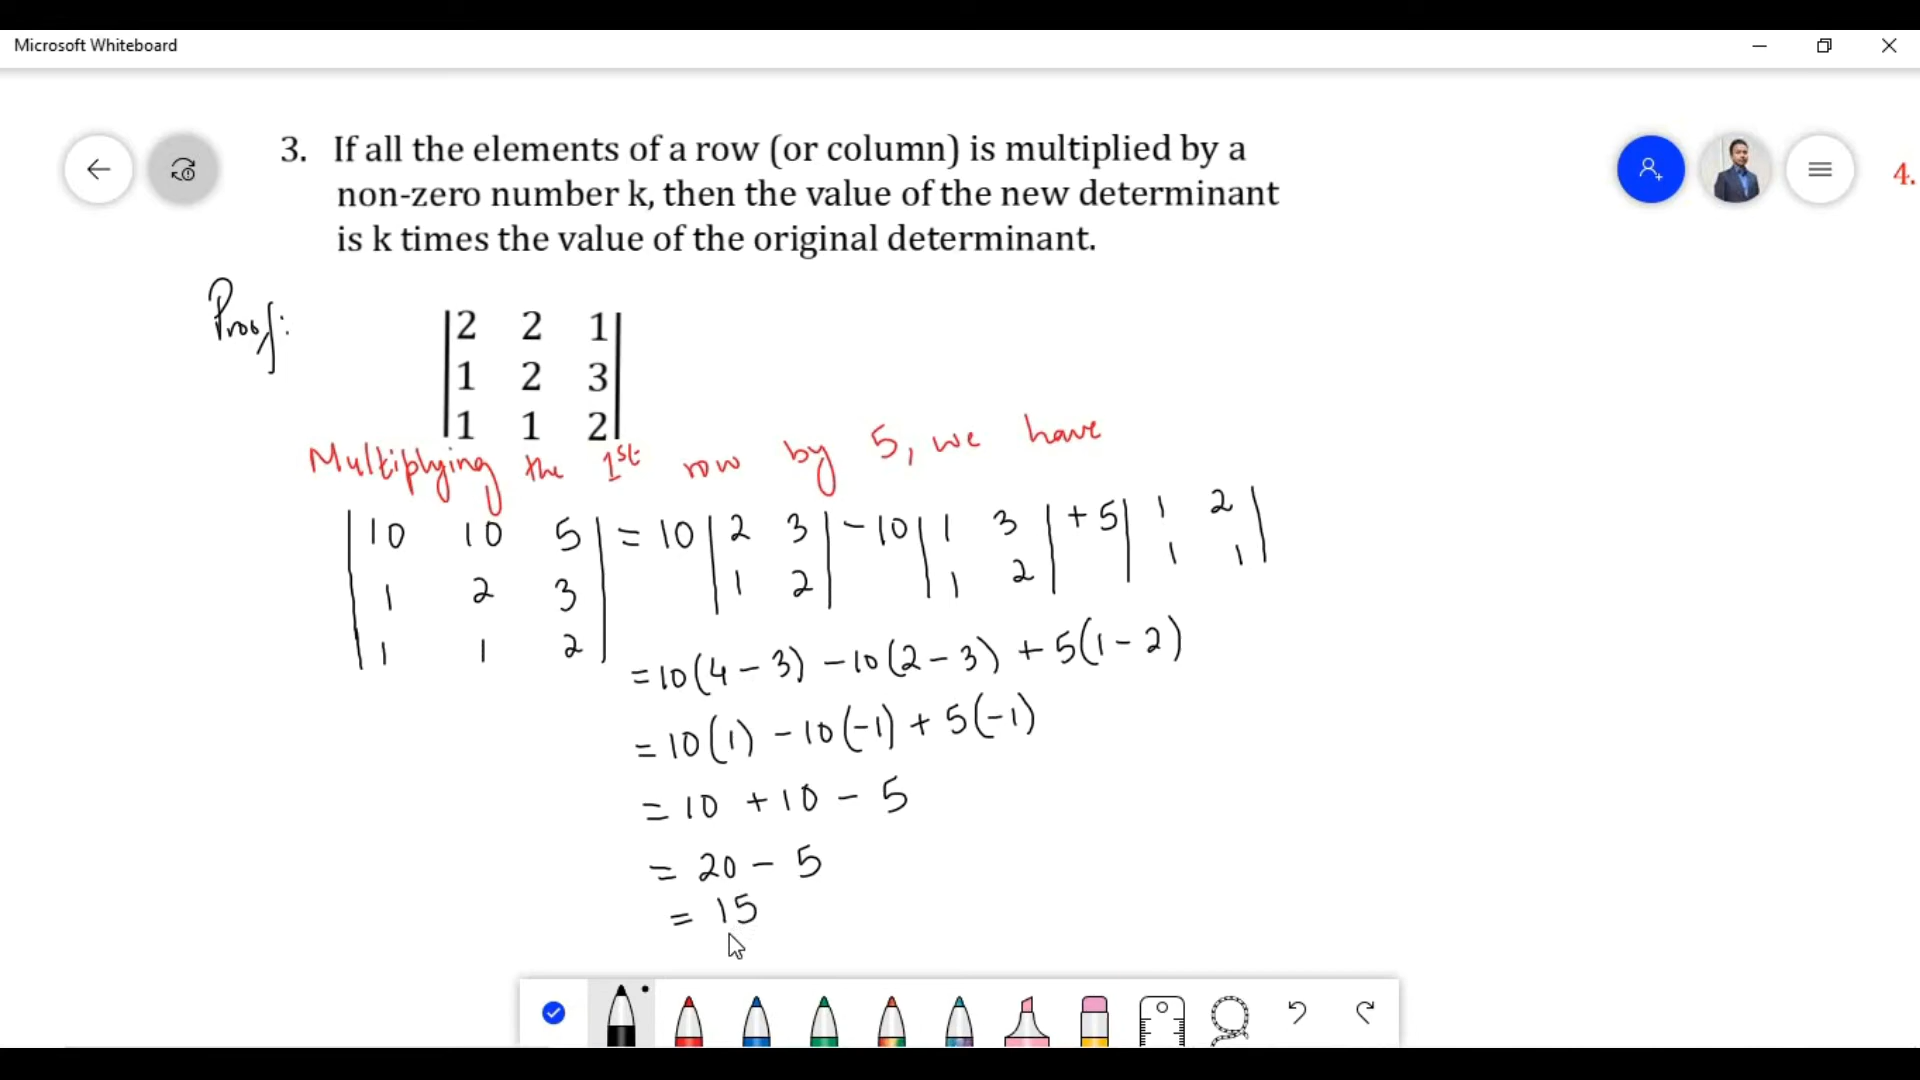 Microsoft Whiteboard
3. If all the elements of a row (or column) is multiplied by a
non-zero number k, then the value of the new determinant
is k times the value of the original determinant.
4.
Proof:
|2 2 1|
|1 2 3|
|1 1 2|
Multiplying the 1st row by 5, we have
|10 10 5| = 10 |2 3| - 10 |1 3| + 5 |1 2|
|1 2 3| |1 2| |1 2| |1 1|
|1 1 2|
= 10(4 - 3) - 10(2 - 3) + 5(1 - 2)
= 10(1) - 10(-1) + 5(-1)
= 10 + 10 - 5
= 20 - 5
= 15